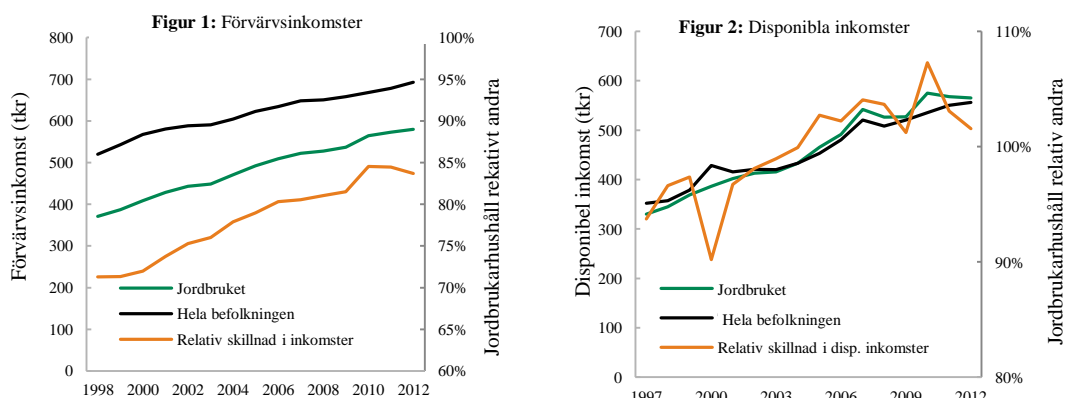 Figur 1: Förvärvsinkomster
Förvärvsinkomst (tkr)
800
700
600
500
400
300
200
100
0
100%
95%
90%
85%
80%
75%
70%
65%
60%
Jordbrukarhushåll rekativt andra
Jordbruket
Hela befolkningen
Relativ skillnad i inkomster
1998 2000 2002 2004 2006 2008 2010 2012
Figur 2: Disponibla inkomster
Disponibel inkomst (tkr)
700
600
500
400
300
200
100
0
110%
100%
90%
80%
Jordbrukarhushåll relativ andra
Jordbruket
Hela befolkningen
Relativ skillnad i disp. inkomster
1997 2000 2003 2006 2009 2012